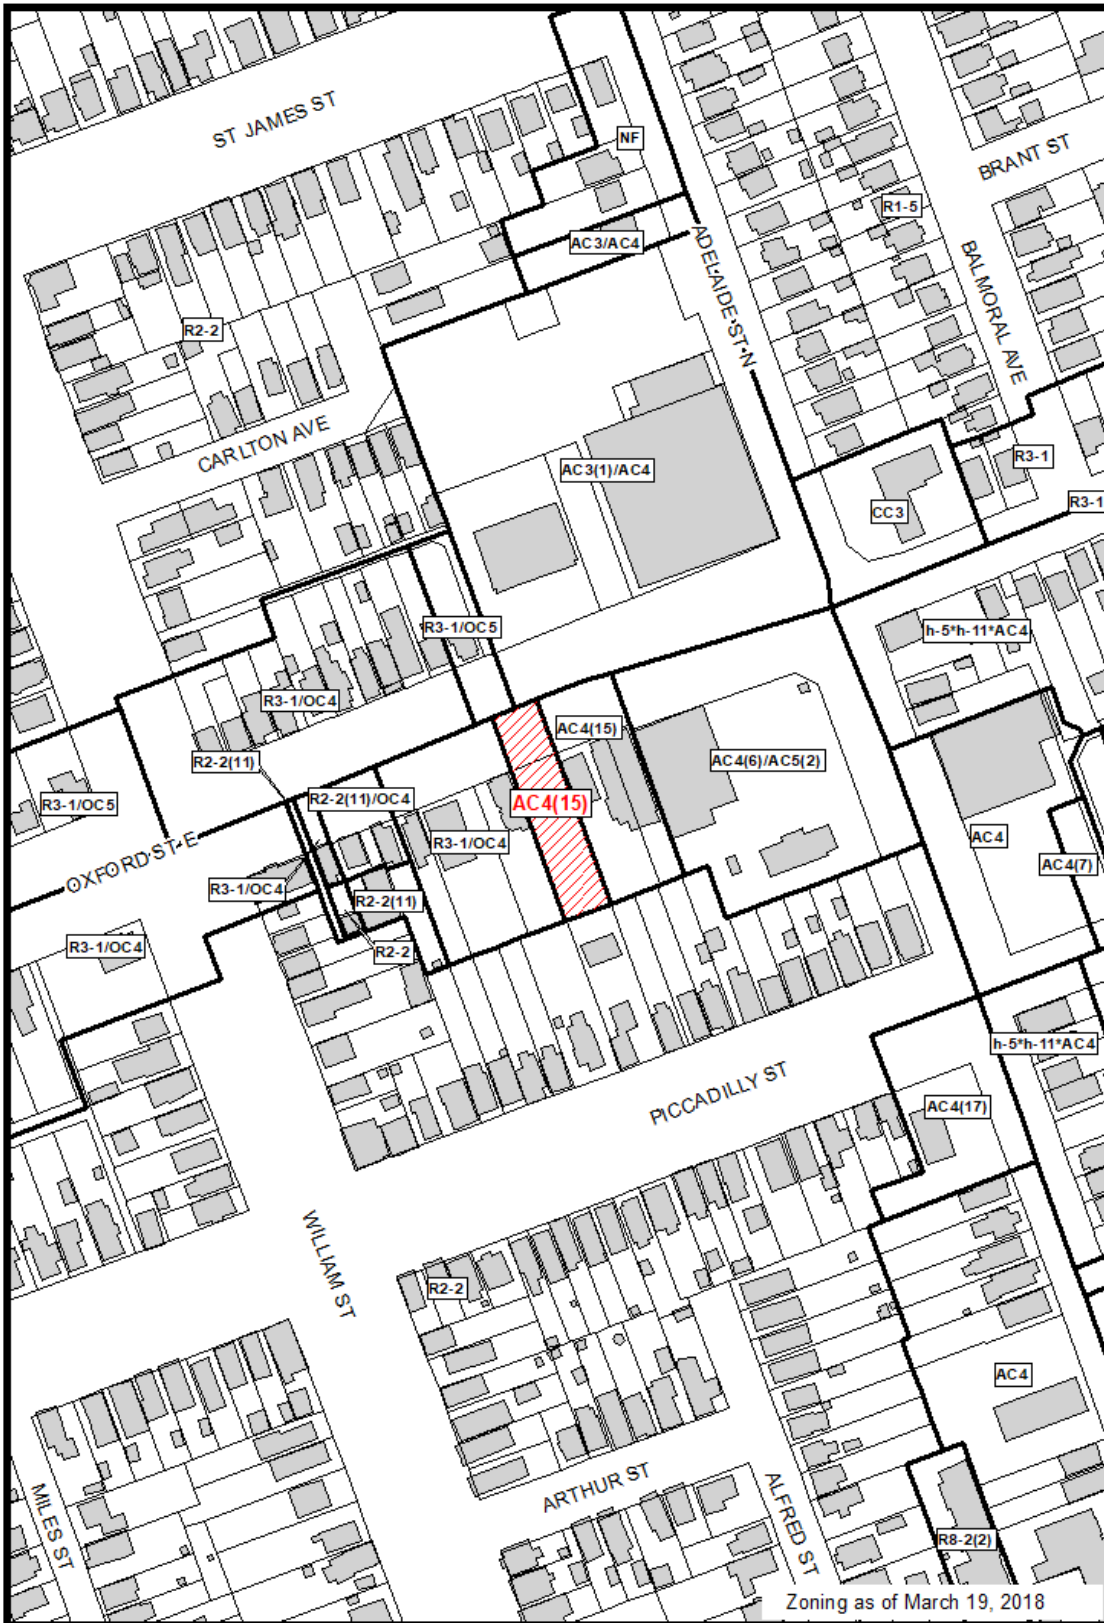 ST JAMES ST
NF
BRANT ST
R1-5
AC3/AC4
ADELAIDE ST N
BALMORAL AVE
R2-2
CARLTON AVE
R3-1
AC3(1)/AC4
R3-1
CC3
R3-1/OC5
h-5*h-11*AC4
R3-1/OC4
AC4(15)
R2-2(11)
AC4(6)/AC5(2)
R3-1/OC5
R2-2(11)/OC4
AC4(15)
AC4
R3-1/OC4
OXFORD ST E
AC4(7)
R3-1/OC4
R2-2(11)
R3-1/OC4
R2-2
h-5*h-11*AC4
PICCADILLY ST
AC4(17)
WILLIAM ST
R2-2
AC4
ARTHUR ST
ALFRED ST
MILES ST
R8-2(2)
Zoning as of March 19, 2018